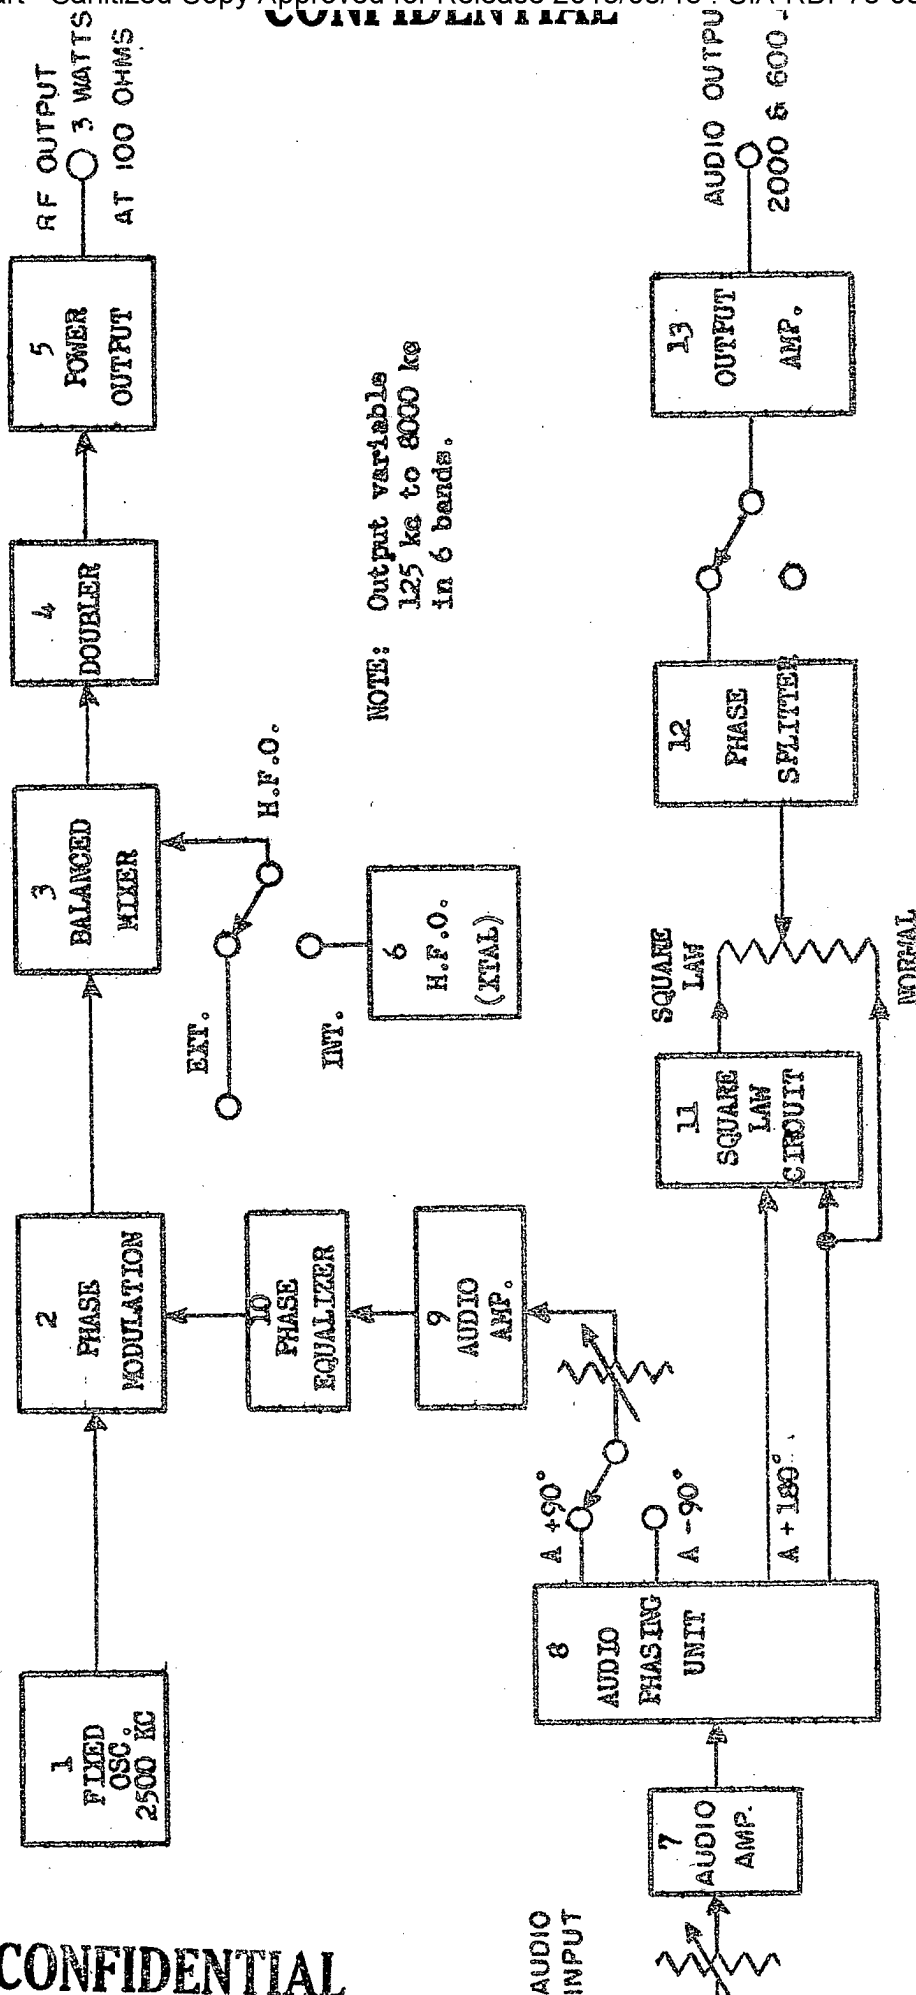 Sanitized Copy Approved for Release
CONFIDENTIAL
RF OUTPUT
3 WATTS
AT 100 OHMS
AUDIO
2000 & 600
5
POWER
OUTPUT
13
OUTPUT
AMP.
NOTE: Output variable
125 kc to 8000 kc
in 6 bands.
4
DOUBLER
12
PHASE
SPLITTER
3
BALANCED
MIXER
H.F.O.
EXT.
INT.
6
H.F.O.
(XTAL)
SQUARE
LAW
NORMAL
11
SQUARE
LAW
CIRCUIT
2
PHASE
MODULATION
10
PHASE
EQUALIZER
9
AUDIO
AMP.
A +90°
A -90°
A + 180°
8
AUDIO
PHASING
UNIT
1
FIXED
OSC.
2500 KC
7
AUDIO
AMP.
AUDIO
INPUT
CONFIDENTIAL